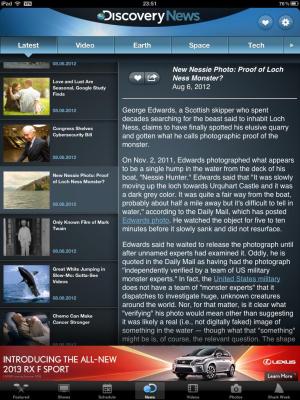 iPad
23:51
76 %
Discovery News
Latest
Video
Earth
Space
Tech
08.06.2012
Love and Lust Are
Seasonal, Google Study
Finds
08.06.2012
Congress Shelves
Cybersecurity Bill
08.06.2012
New Nessie Photo: Proof of
Loch Ness Monster?
08.06.2012
Only Known Film of Mark
Twain
08.06.2012
Great White Jumping in
Slow-Mo: Gotta-See
Videos
08.06.2012
Chemo Can Make
Cancer Stronger
New Nessie Photo: Proof of Loch
Ness Monster?
Aug 6, 2012
George Edwards, a Scottish skipper who spent
decades searching for the beast said to inhabit Loch
Ness, claims to have finally spotted his elusive quarry
and gotten what he calls photographic proof of the
monster.
On Nov. 2, 2011, Edwards photographed what appears
to be a single hump in the water from the deck of his
boat, "Nessie Hunter." Edwards said that "It was slowly
moving up the loch towards Urquhart Castle and it was
a dark grey color. It was quite a fair way from the boat,
probably about half a mile away but it's difficult to tell in
water," according to the Daily Mail, which has posted
Edwards photo. He watched the object for five to ten
minutes before it slowly sank and did not resurface.
Edwards said he waited to release the photograph until
after unnamed experts had examined it. Oddly, he is
quoted in the Daily Mail as having had the photograph
"independently verified by a team of US military
monster experts." In fact, the United States military
does not have a team of "monster experts" that it
dispatches to investigate huge, unknown creatures
around the world. Nor, for that matter, is it clear what
"verifying" his photo would mean other than suggesting
it was likely a real (i.e., not digitally faked) image of
something in the water — though what that "something"
might be is, of course, the relevant question. The shape
INTRODUCING THE ALL-NEW
2013 RX F SPORT
LEXUS
Learn More
Featured
Shows
Schedule
News
Videos
Photos
Shark Week